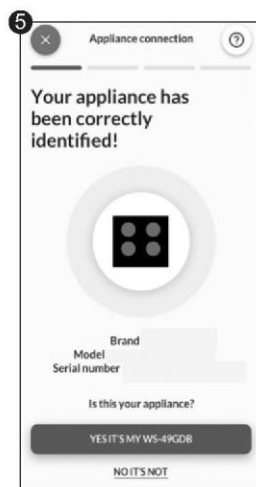 5
Appliance connection
?
Your appliance has
been correctly
identified!
Brand
Model
Serial number
Is this your appliance?
YES IT'S MY WS-49GDB
NO IT'S NOT